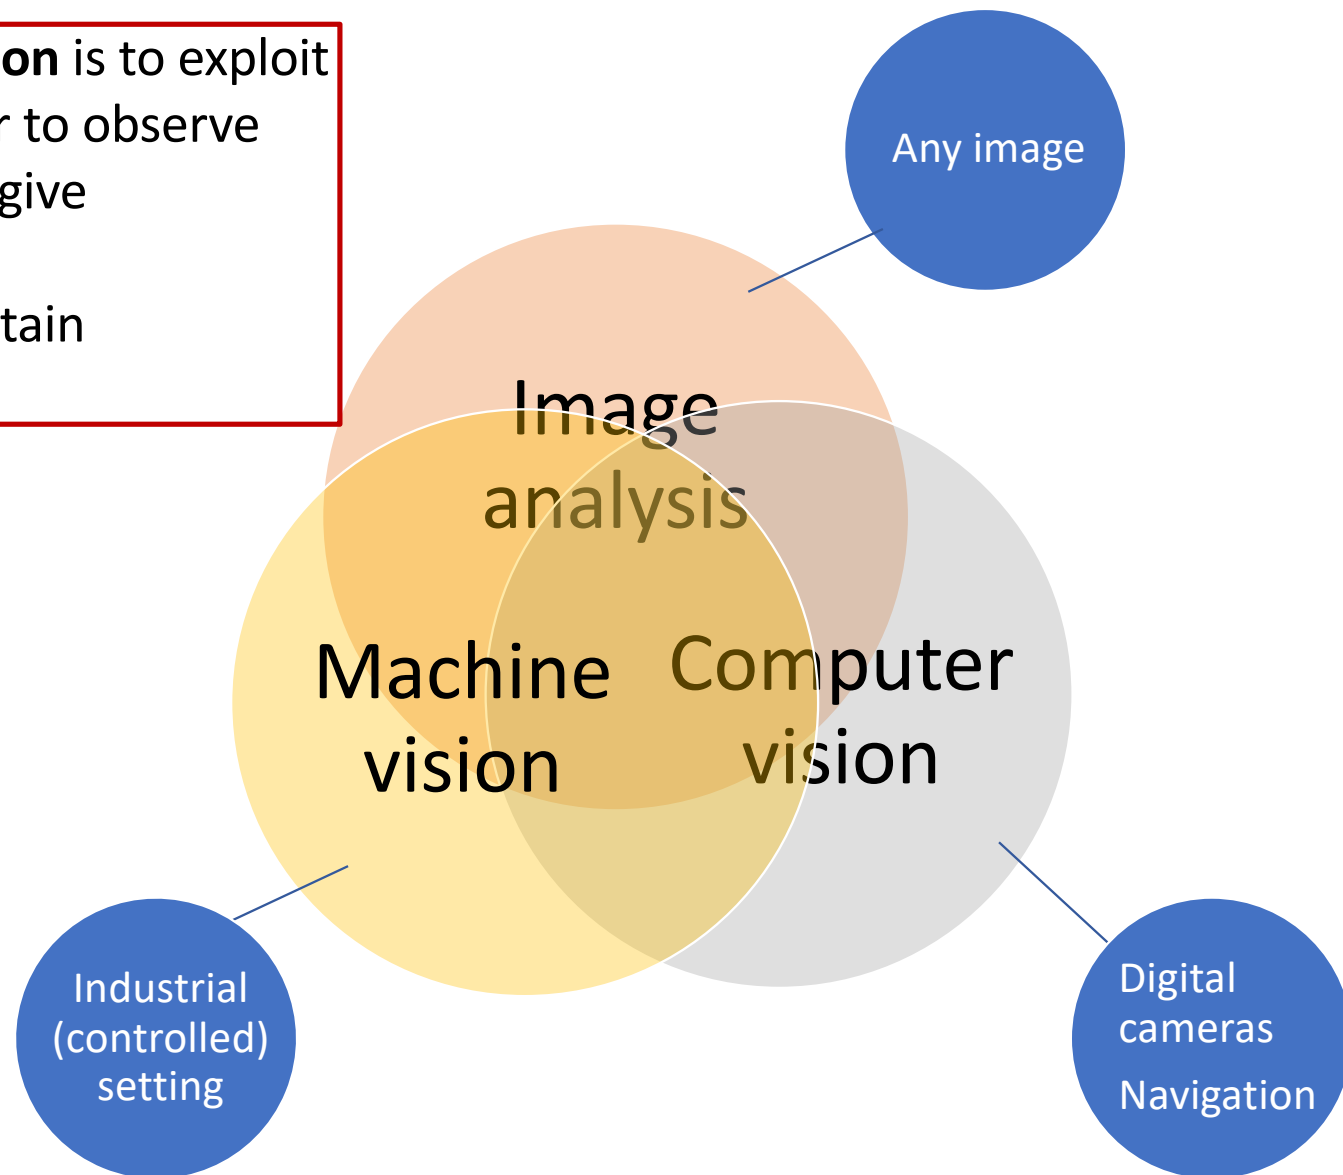 on is to exploit
r to observe
give
tain
Any image
Image
analysis
Machine
vision
Computer
vision
Industrial
(controlled)
setting
Digital
cameras
Navigation